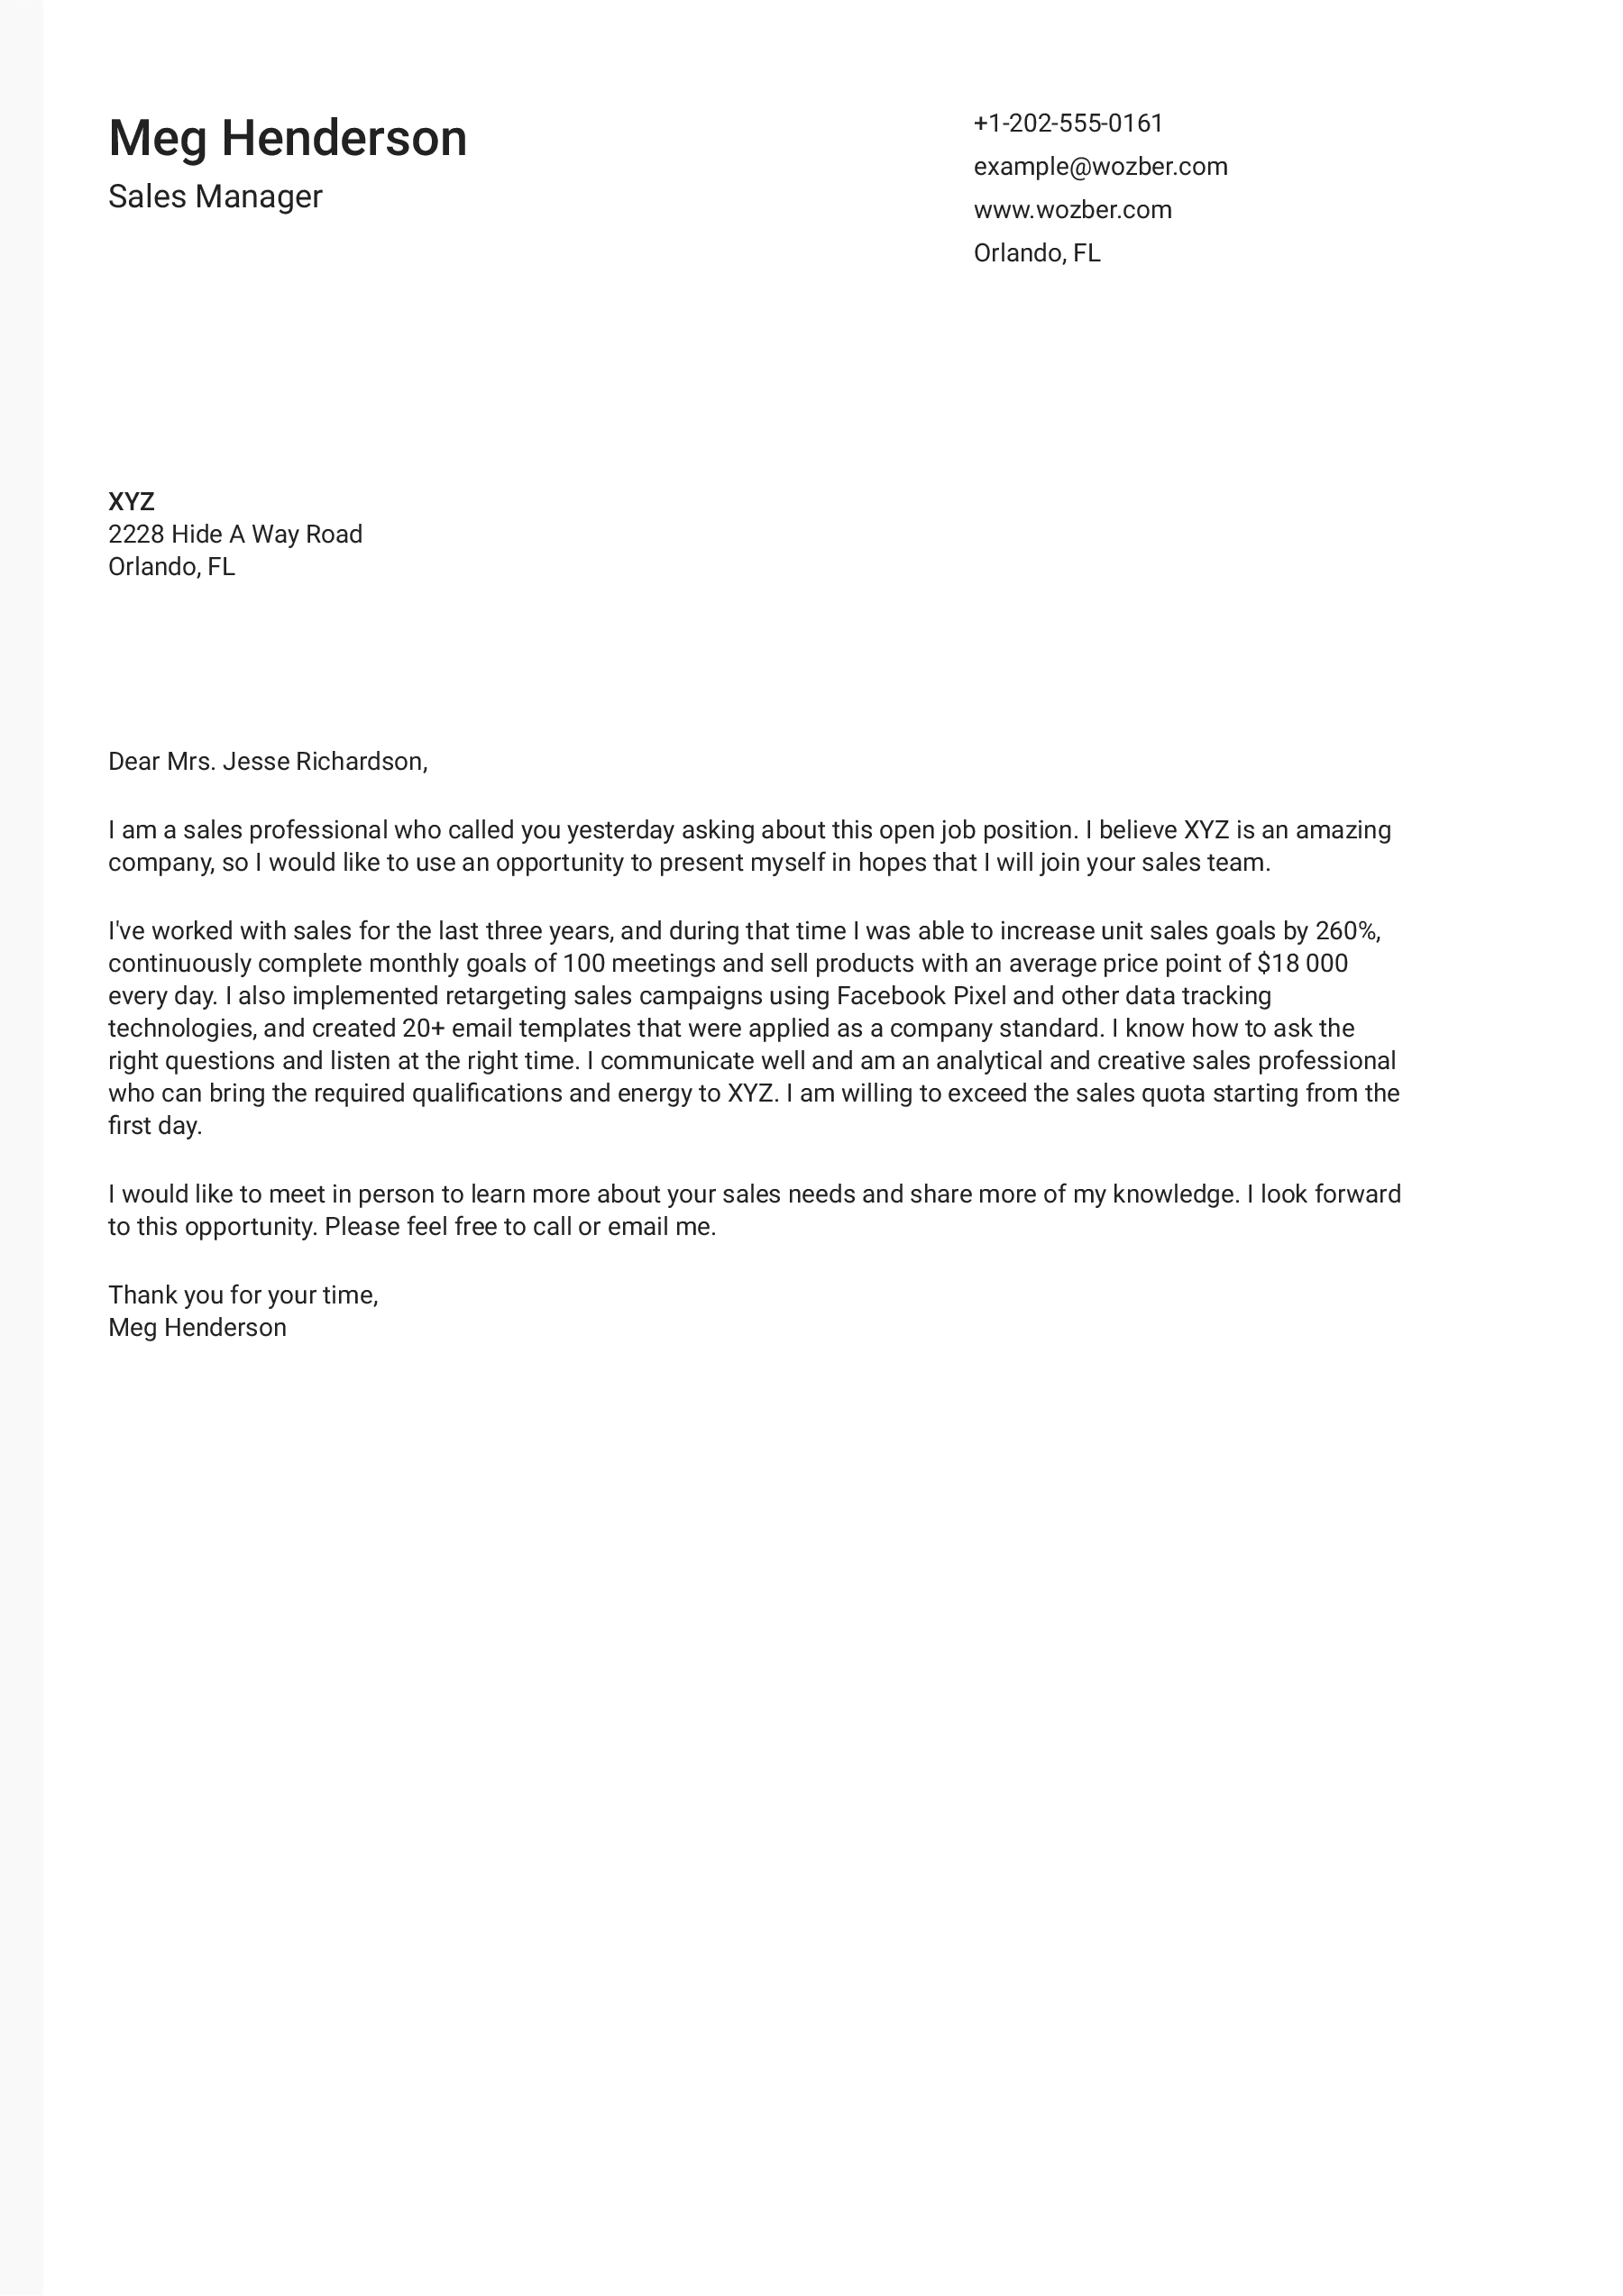 Meg Henderson
Sales Manager
+1-202-555-0161
example@wozber.com
www.wozber.com
Orlando, FL
XYZ
2228 Hide A Way Road
Orlando, FL
Dear Mrs. Jesse Richardson,
I am a sales professional who called you yesterday asking about this open job position. I believe XYZ is an amazing
company, so I would like to use an opportunity to present myself in hopes that I will join your sales team.
I've worked with sales for the last three years, and during that time I was able to increase unit sales goals by 260%,
continuously complete monthly goals of 100 meetings and sell products with an average price point of $18 000
every day. I also implemented retargeting sales campaigns using Facebook Pixel and other data tracking
technologies, and created 20+ email templates that were applied as a company standard. I know how to ask the
right questions and listen at the right time. I communicate well and am an analytical and creative sales professional
who can bring the required qualifications and energy to XYZ. I am willing to exceed the sales quota starting from the
first day.
I would like to meet in person to learn more about your sales needs and share more of my knowledge. I look forward
to this opportunity. Please feel free to call or email me.
Thank you for your time,
Meg Henderson